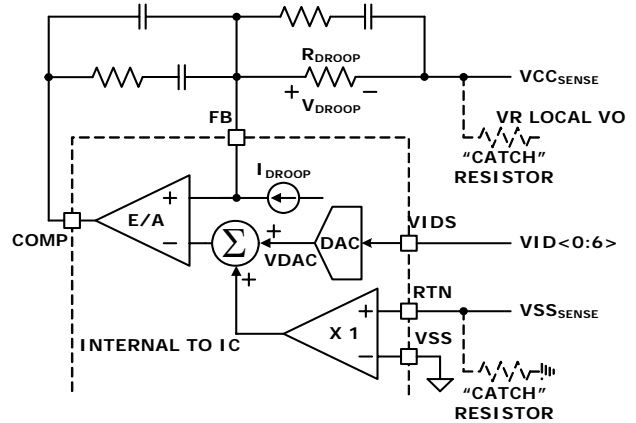 RDROOP
+ VDROOP −
VCCSENSE
FB
VR LOCAL VO
"CATCH"
RESISTOR
IDROOP
+
E/A
−
COMP
Σ
+
+
VDAC
DAC
VIDS
VID<0:6>
RTN
VSSSENSE
+
X 1
−
VSS
INTERNAL TO IC
"CATCH"
RESISTOR